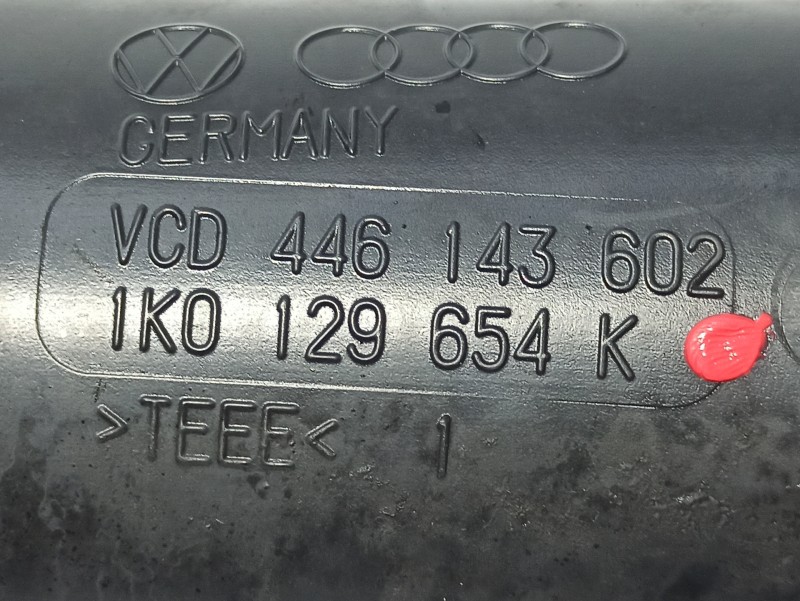 GERMANY
VCD 446 143 602
1K0 129 654 K
>TEEE< 1